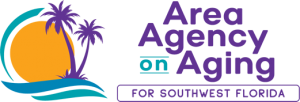 Area
Agency
on Aging
FOR SOUTHWEST FLORIDA